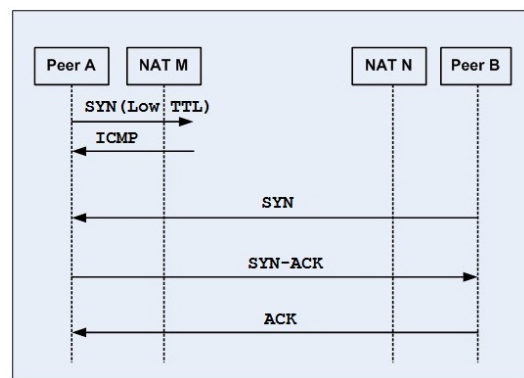 Peer A NAT M NAT N Peer B
SYN(Low TTL)
ICMP
SYN
SYN-ACK
ACK